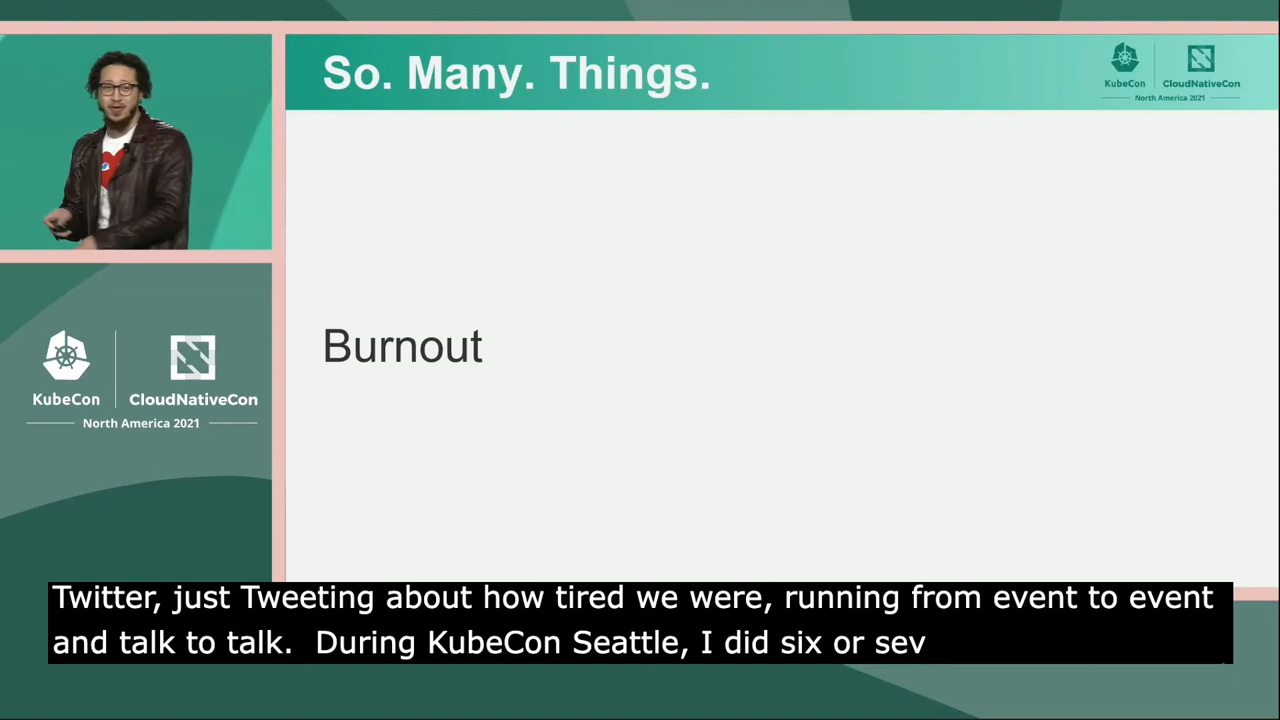 So. Many. Things.
KubeCon
CloudNativeCon
North America 2021
Burnout
KubeCon
CloudNativeCon
North America 2021
Twitter, just Tweeting about how tired we were, running from event to event
and talk to talk. During KubeCon Seattle, I did six or sev